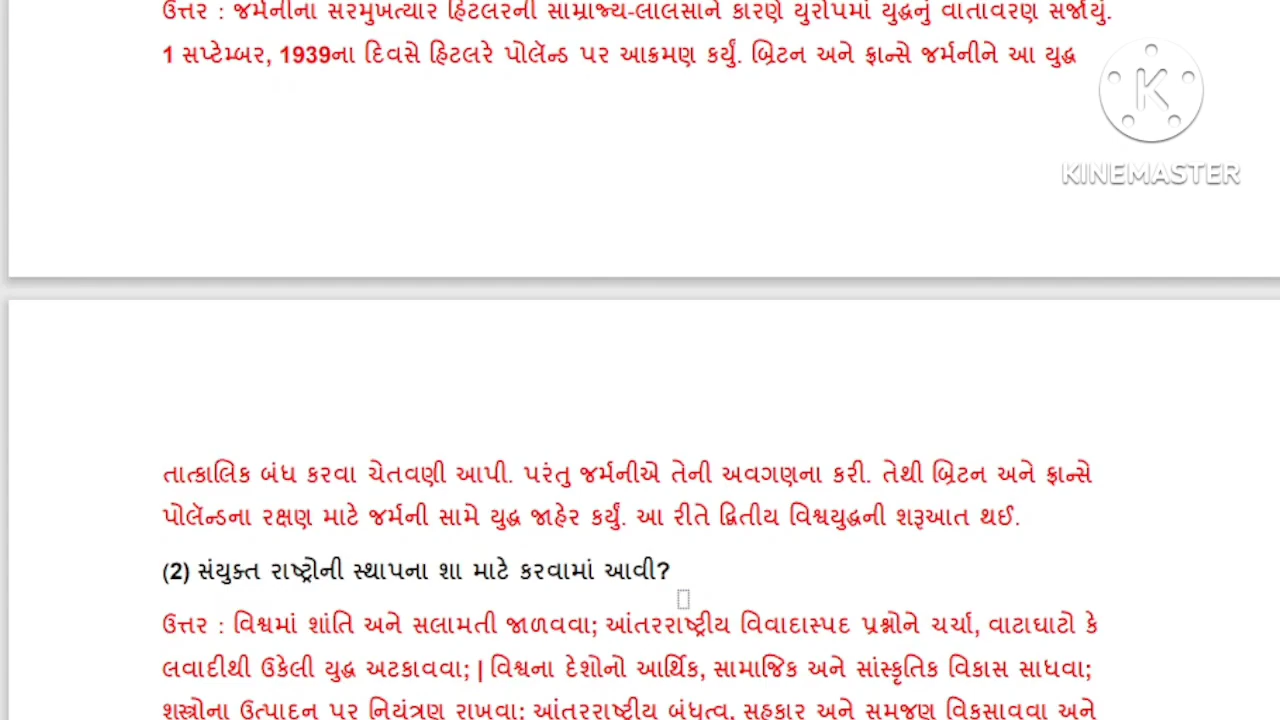 ઉત્તર : જર્મનીના સરમુખત્યાર હિટલરની સામ્રાજ્ય-લાલસાને કારણે યુરોપમાં યુદ્ધનું વાતાવરણ સર્જાયું.
1 સપ્ટેમ્બર, 1939ના દિવસે હિટલરે પોલૅન્ડ પર આક્રમણ કર્યું. બ્રિટન અને ફ્રાન્સે જર્મનીને આ યુદ્ધ
KINEMASTER
તાત્કાલિક બંધ કરવા ચેતવણી આપી. પરંતુ જર્મનીએ તેની અવગણના કરી. તેથી બ્રિટન અને ફ્રાન્સે
પોલૅન્ડના રક્ષણ માટે જર્મની સામે યુદ્ધ જાહેર કર્યું. આ રીતે દ્વિતીય વિશ્વયુદ્ધની શરૂઆત થઈ.
(2) સંયુક્ત રાષ્ટ્રોની સ્થાપના શા માટે કરવામાં આવી?
ઉત્તર : વિશ્વમાં શાંતિ અને સલામતી જાળવવા; આંતરરાષ્ટ્રીય વિવાદાસ્પદ પ્રશ્નોને ચર્ચા, વાટાઘાટો કે
લવાદીથી ઉકેલી યુદ્ધ અટકાવવા; | વિશ્વના દેશોનો આર્થિક, સામાજિક અને સાંસ્કૃતિક વિકાસ સાધવા;
શસ્ત્રોના ઉત્પાદન પર નિયંત્રણ રાખવા; આંતરરાષ્ટ્રીય બંધુત્વ, સહકાર અને સમજણ વિકસાવવા અને